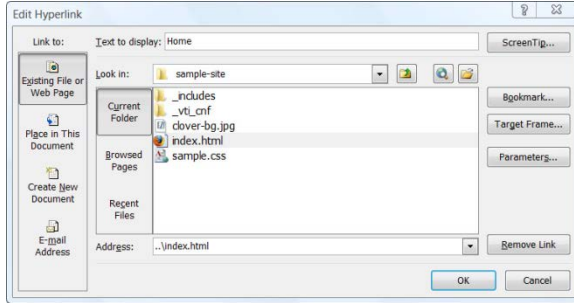 Edit Hyperlink
Link to:
Text to display: Home
ScreenTip...
Existing File or
Web Page
Look in: sample-site
Current
Folder
_includes
_vti_cnf
clover-bg.jpg
index.html
sample.css
Bookmark...
Place in This
Document
Target Frame...
Browsed
Pages
Parameters...
Create New
Document
Recent
Files
E-mail
Address
Address: ..\index.html
Remove Link
OK
Cancel